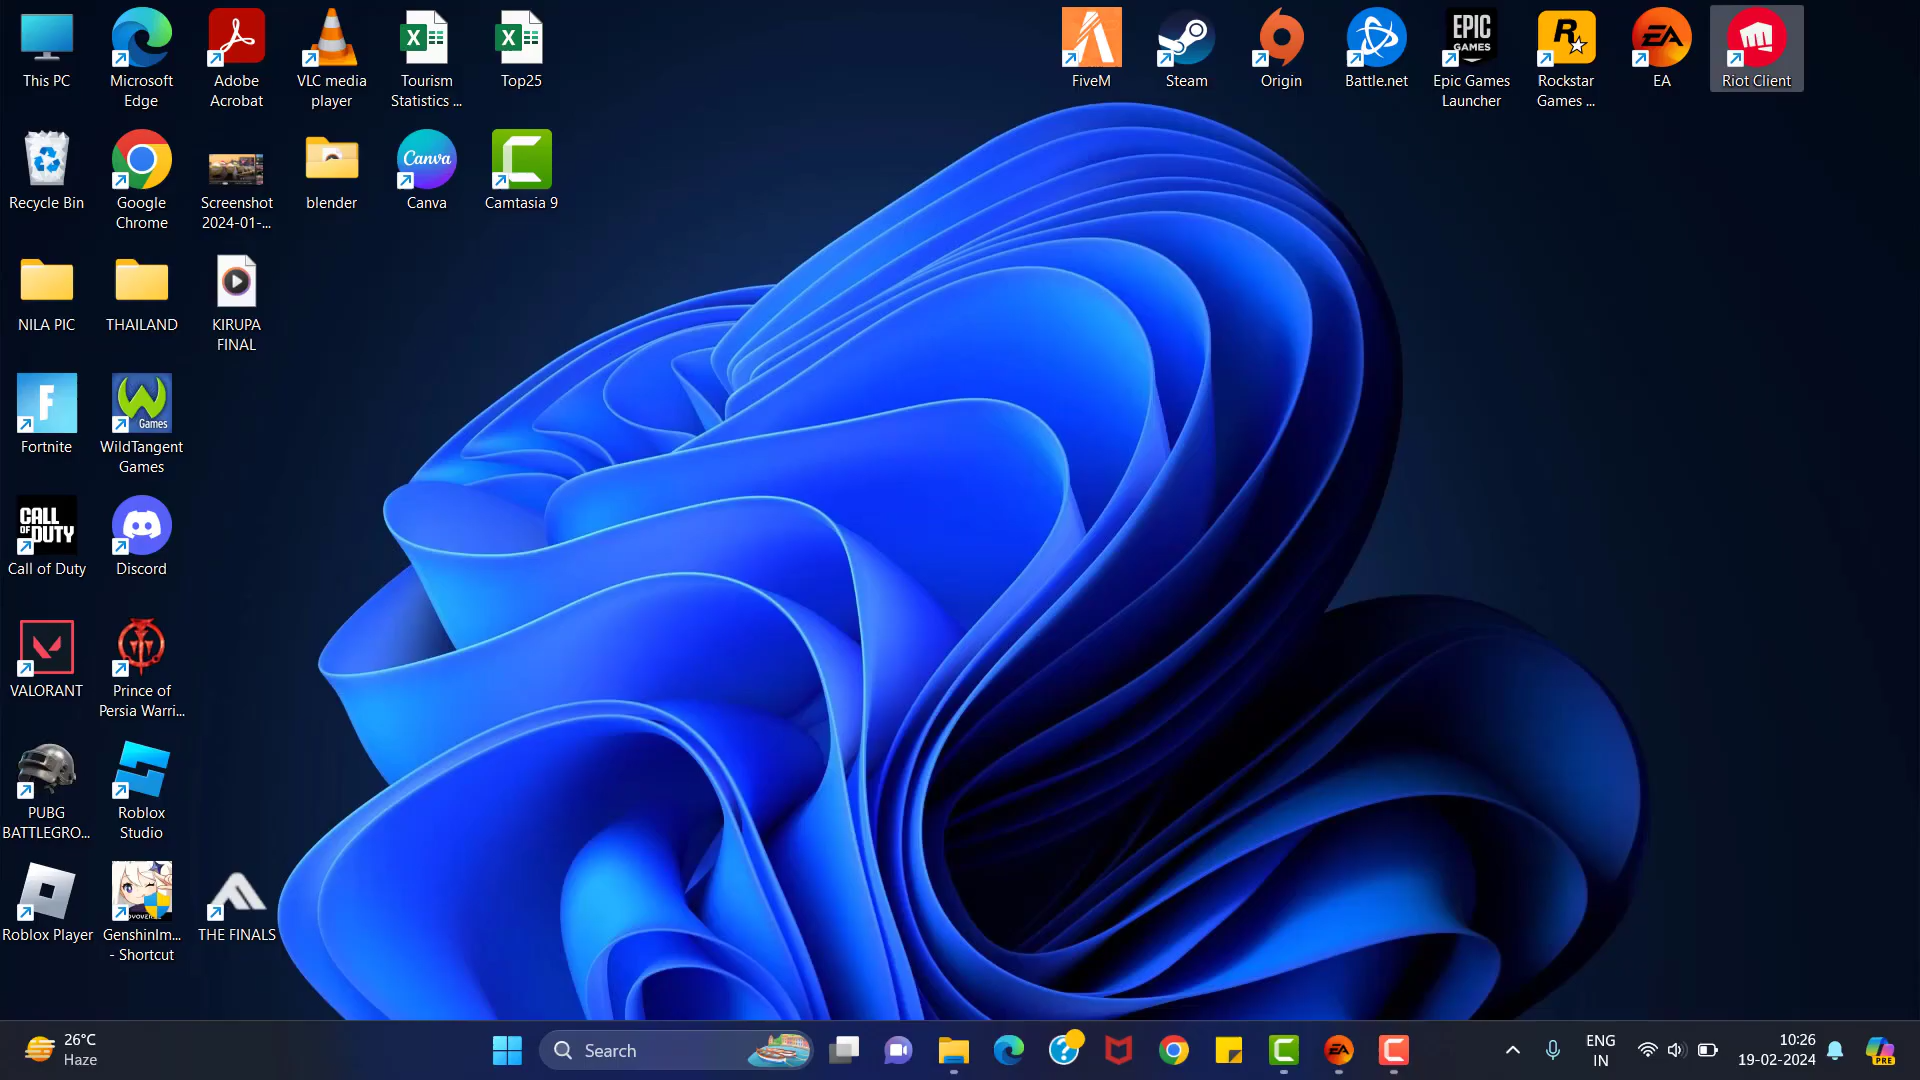 This PC
Microsoft
Edge
Adobe
Acrobat
VLC media
player
Tourism
Statistics ...
Top25
FiveM
Steam
Origin
Battle.net
EPIC
GAMES
Epic Games
Launcher
R
Rockstar
Games ...
EA
EA
Riot Client
Recycle Bin
Google
Chrome
Screenshot
2024-01-...
blender
Canva
Canva
Camtasia 9
NILA PIC
THAILAND
KIRUPA
FINAL
F
Fortnite
Games
WildTangent
Games
CALL
OF DUTY
Call of Duty
Discord
VALORANT
Prince of
Persia Warri...
PUBG
BATTLEGRO...
Roblox
Studio
Roblox Player
GenshinIm...
- Shortcut
THE FINALS
26°C
Haze
Search
EA
ENG
IN
10:26
19-02-2024
PRE